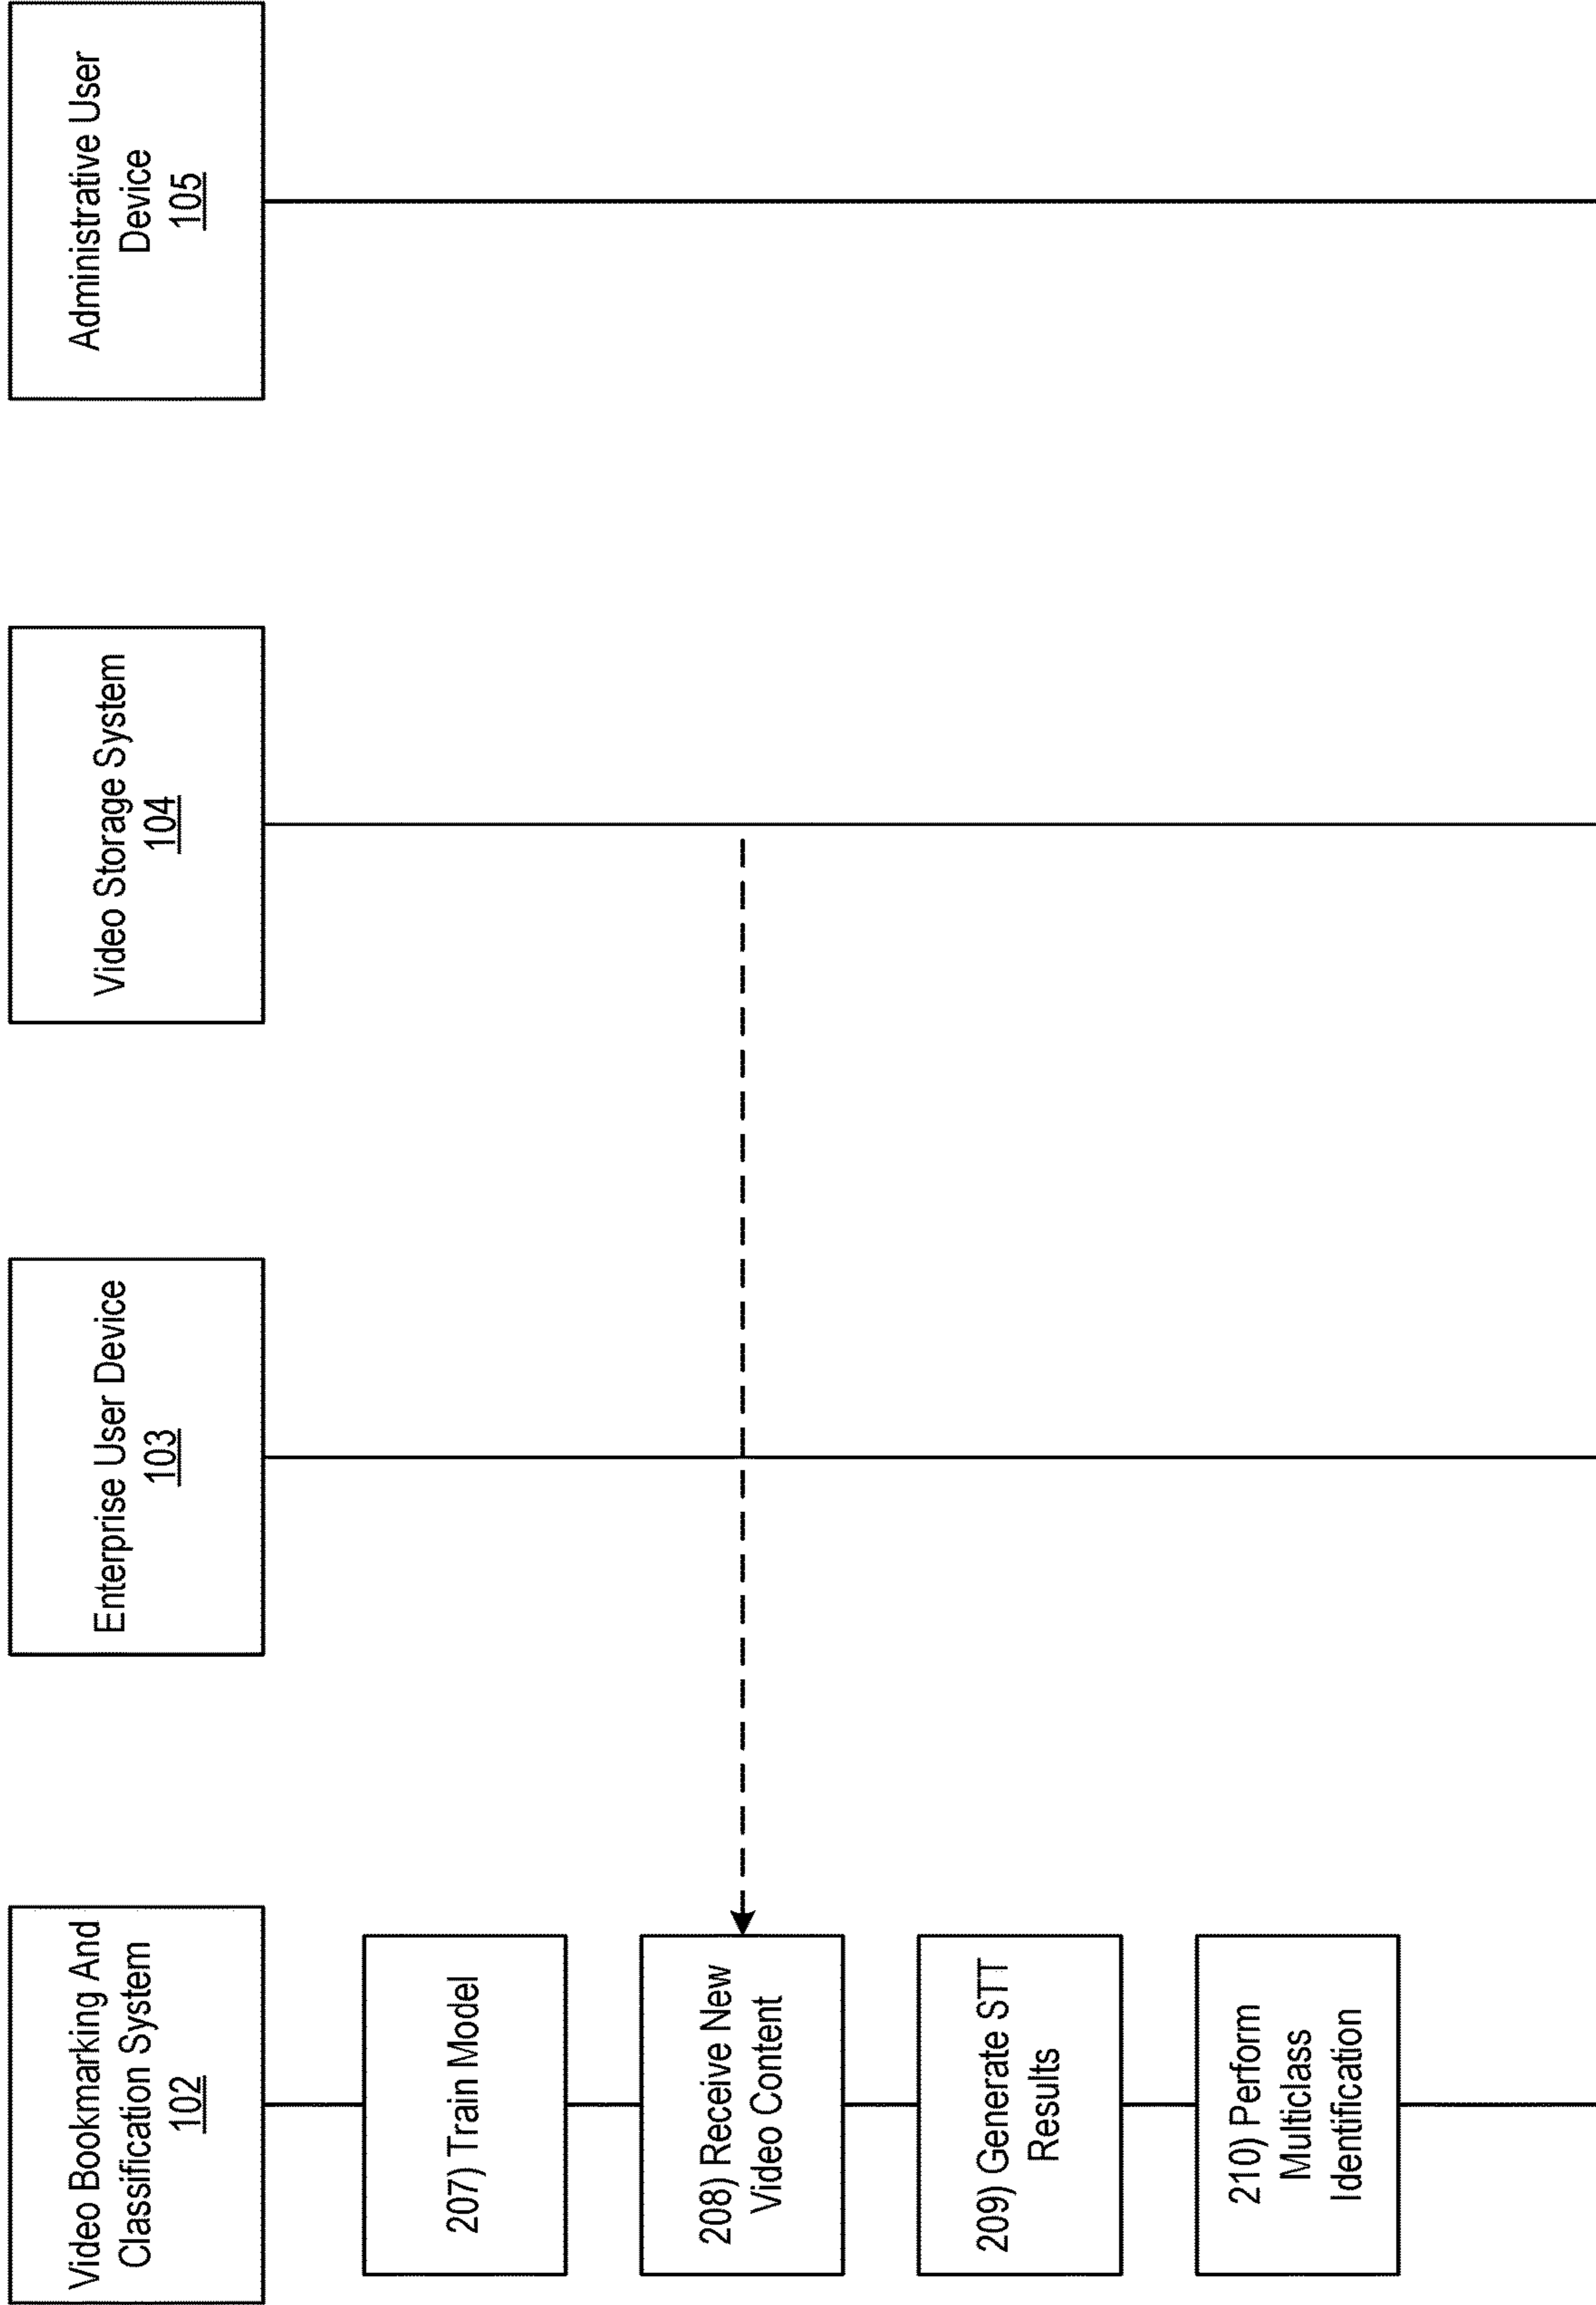 Video Bookmarking And
Classification System
102
Enterprise User Device
103
Video Storage System
104
Administrative User
Device
105
207) Train Model
208) Receive New
Video Content
209) Generate STT
Results
210) Perform
Multiclass
Identification